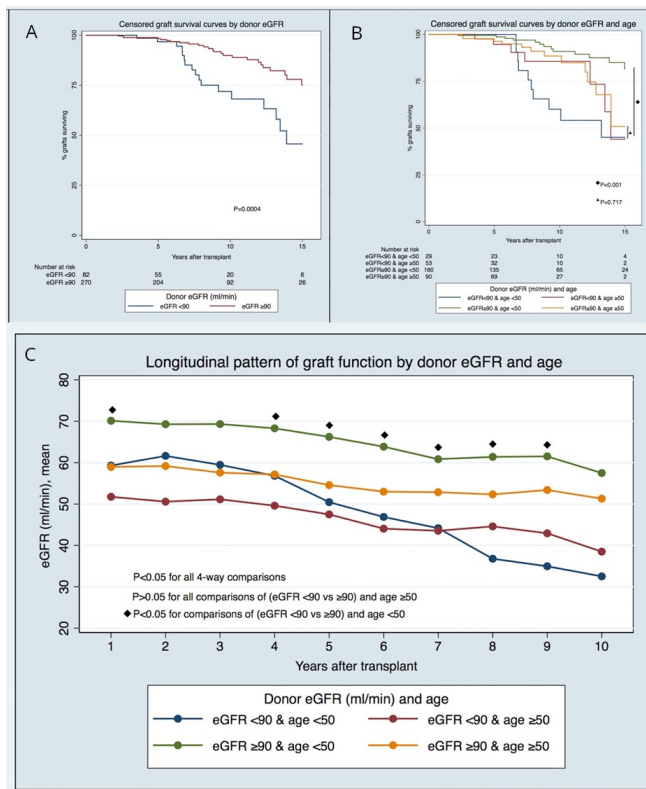 A
Censored graft survival curves by donor eGFR
% grafts surviving
100
75
50
25
0
P=0.0004
0 5 10 15
Years after transplant
Number at risk
eGFR <90 82 55 20 6
eGFR ≥90 270 204 92 26
Donor eGFR (ml/min)
eGFR <90 eGFR ≥90
B
Censored graft survival curves by donor eGFR and age
% grafts surviving
100
75
50
25
0
P<0.001
P=0.717
0 5 10 15
Years after transplant
Number at risk
eGFR<90 & age <50 29 23 10 4
eGFR<90 & age ≥50 53 32 10 2
eGFR≥90 & age <50 180 135 65 24
eGFR≥90 & age ≥50 90 69 27 2
Donor eGFR (ml/min) and age
eGFR<90 & age <50 eGFR<90 & age ≥50
eGFR≥90 & age <50 eGFR≥90 & age ≥50
C
Longitudinal pattern of graft function by donor eGFR and age
eGFR (ml/min), mean
80
70
60
50
40
30
20
P<0.05 for all 4-way comparisons
P>0.05 for all comparisons of (eGFR <90 vs ≥90) and age ≥50
◆ P<0.05 for comparisons of (eGFR <90 vs ≥90) and age <50
1 2 3 4 5 6 7 8 9 10
Years after transplant
Donor eGFR (ml/min) and age
eGFR <90 & age <50 eGFR <90 & age ≥50
eGFR ≥90 & age <50 eGFR ≥90 & age ≥50